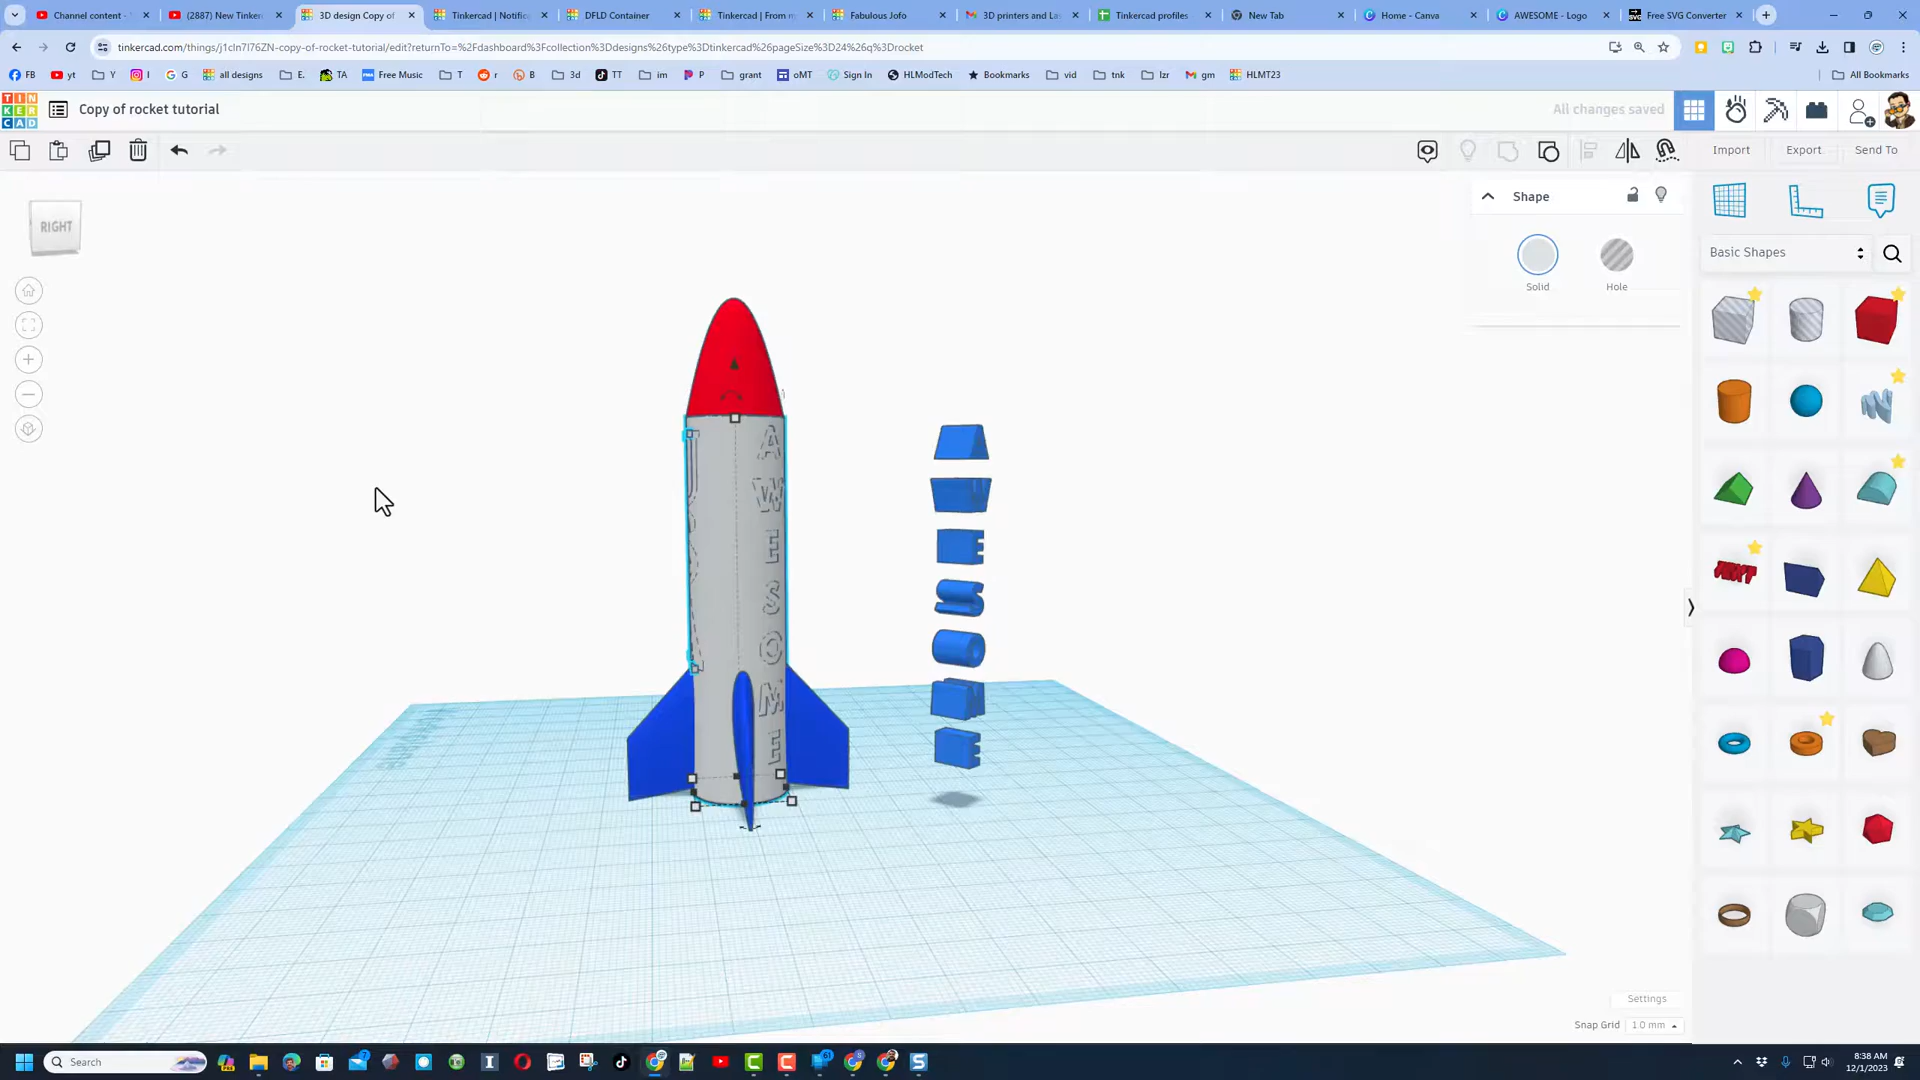 Channel content -
(2887) New Tinker
3D design Copy of
Tinkercad | Notific
DFLD Container
Tinkercad | From m
Fabulous Jofo
3D printers and La
Tinkercad profiles
New Tab
Home - Canva
AWESOME - Logo
Free SVG Converter
tinkercad.com/things/j1cln7l76ZN-copy-of-rocket-tutorial/edit?returnTo=%2Fdashboard%3Fcollection%3Ddesigns%26type%3Dtinkercad%26pageSize%3D24%26q%3Drocket
FB yt Y I G all designs E. TA Free Music T r B 3d TT im P grant oMT Sign In HLModTech Bookmarks vid tnk lzr gm HLMT23 All Bookmarks
TIN
KER
CAD
Copy of rocket tutorial
All changes saved
Import
Export
Send To
RIGHT
Shape
Solid
Hole
Basic Shapes
A
W
E
S
O
M
E
Settings
Snap Grid 1.0 mm
Search
8:38 AM
12/1/2023